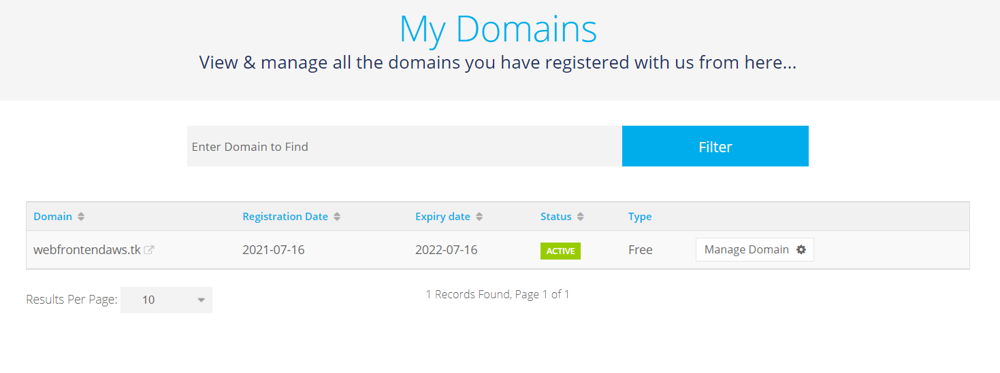 My Domains
View & manage all the domains you have registered with us from here...
Enter Domain to Find
Filter
Domain Registration Date Expiry date Status Type
webfrontendaws.tk 2021-07-16 2022-07-16 ACTIVE Free Manage Domain
Results Per Page: 10
1 Records Found, Page 1 of 1